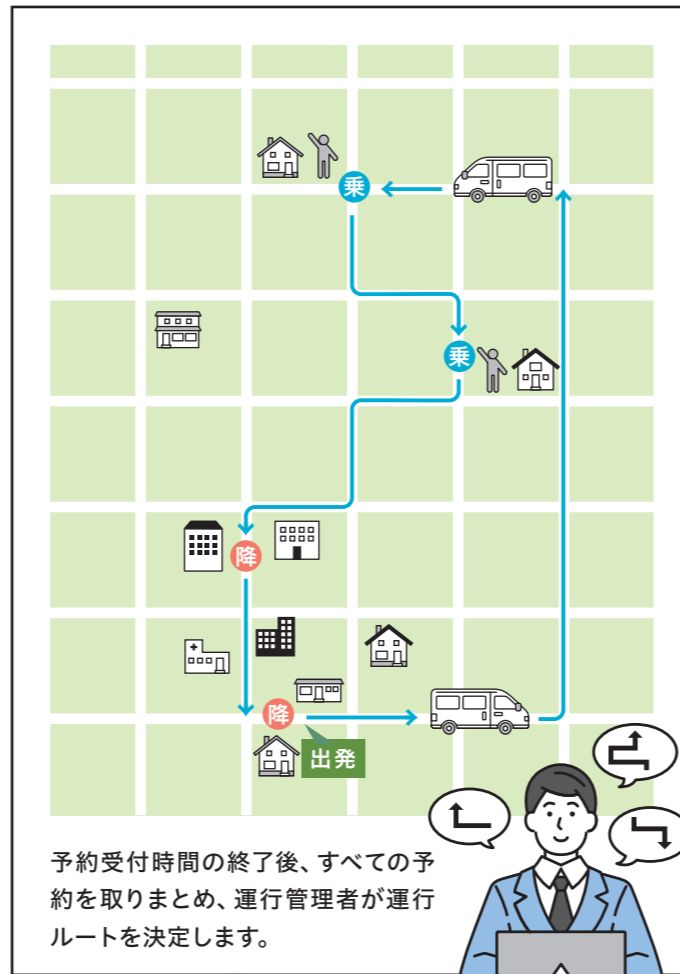 乗
乗
降
降
出発
予約受付時間の終了後、すべての予
約を取りまとめ、運行管理者が運行
ルートを決定します。